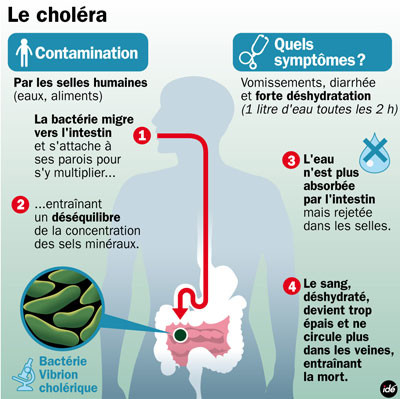 Le choléra
Contamination
Par les selles humaines
(eaux, aliments)
La bactérie migre
vers l'intestin
et s'attache à
ses parois pour
s'y multiplier...
1
2
...entraînant
un déséquilibre
de la concentration
des sels minéraux.
Bactérie
Vibrion
cholérique
Quels
symptômes ?
Vomissements, diarrhée
et forte déshydratation
(1 litre d'eau toutes les 2 h)
3
L'eau
n'est plus
absorbée
par l'intestin
mais rejetée
dans les selles.
4
Le sang,
déshydraté,
devient trop
épais et ne
circule plus
dans les veines,
entraînant
la mort.
idé